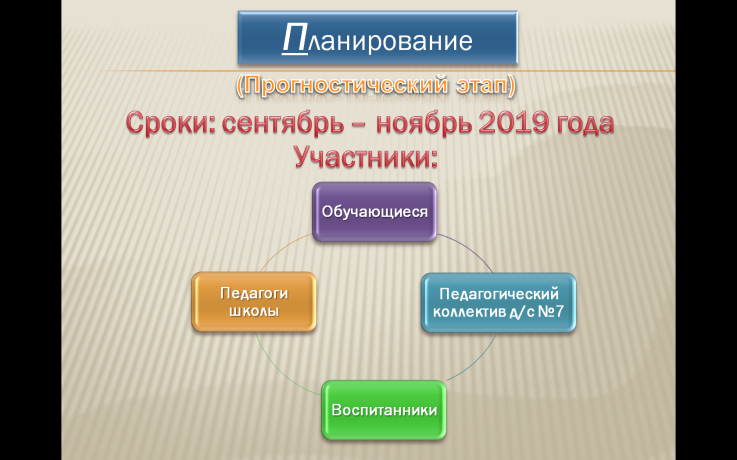 Планирование
(Прогностический этап)
Сроки: сентябрь – ноябрь 2019 года
Участники:
Обучающиеся
Педагоги
школы
Педагогический
коллектив д/с №7
Воспитанники